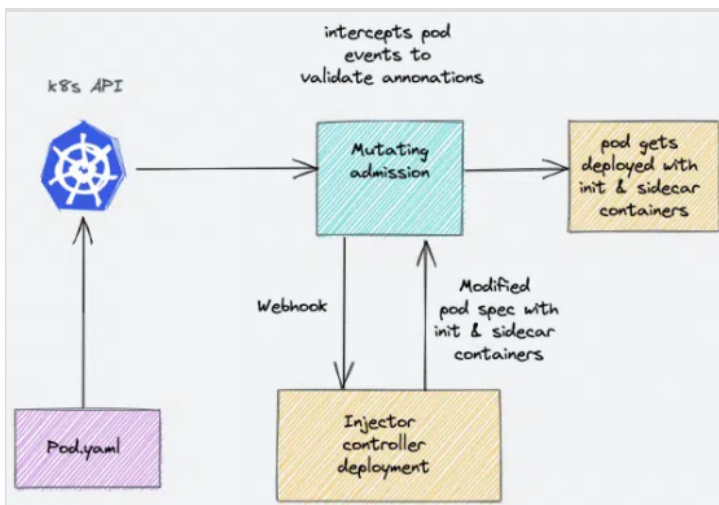 intercepts pod
events to
validate annonations
k8s API
Mutating
admission
pod gets
deployed with
init & sidecar
containers
Webhook
Modified
pod spec with
init & sidecar
containers
Pod.yaml
Injector
controller
deployment